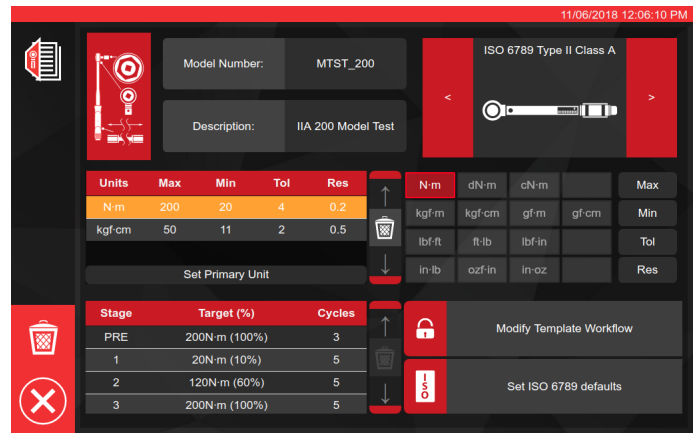 11/06/2018 12:06:10 PM
Model Number: MTST_200
Description: IIA 200 Model Test
ISO 6789 Type II Class A
< >
Units Max Min Tol Res
N·m 200 20 4 0.2
kgf·cm 50 11 2 0.5
Set Primary Unit
N·m dN·m cN·m Max
kgf·m kgf·cm gf·m gf·cm Min
lbf·ft ft·lb lbf·in Tol
in·lb ozf·in in·oz Res
Stage Target (%) Cycles
PRE 200N·m (100%) 3
1 20N·m (10%) 5
2 120N·m (60%) 5
3 200N·m (100%) 5
Modify Template Workflow
ISO
Set ISO 6789 defaults